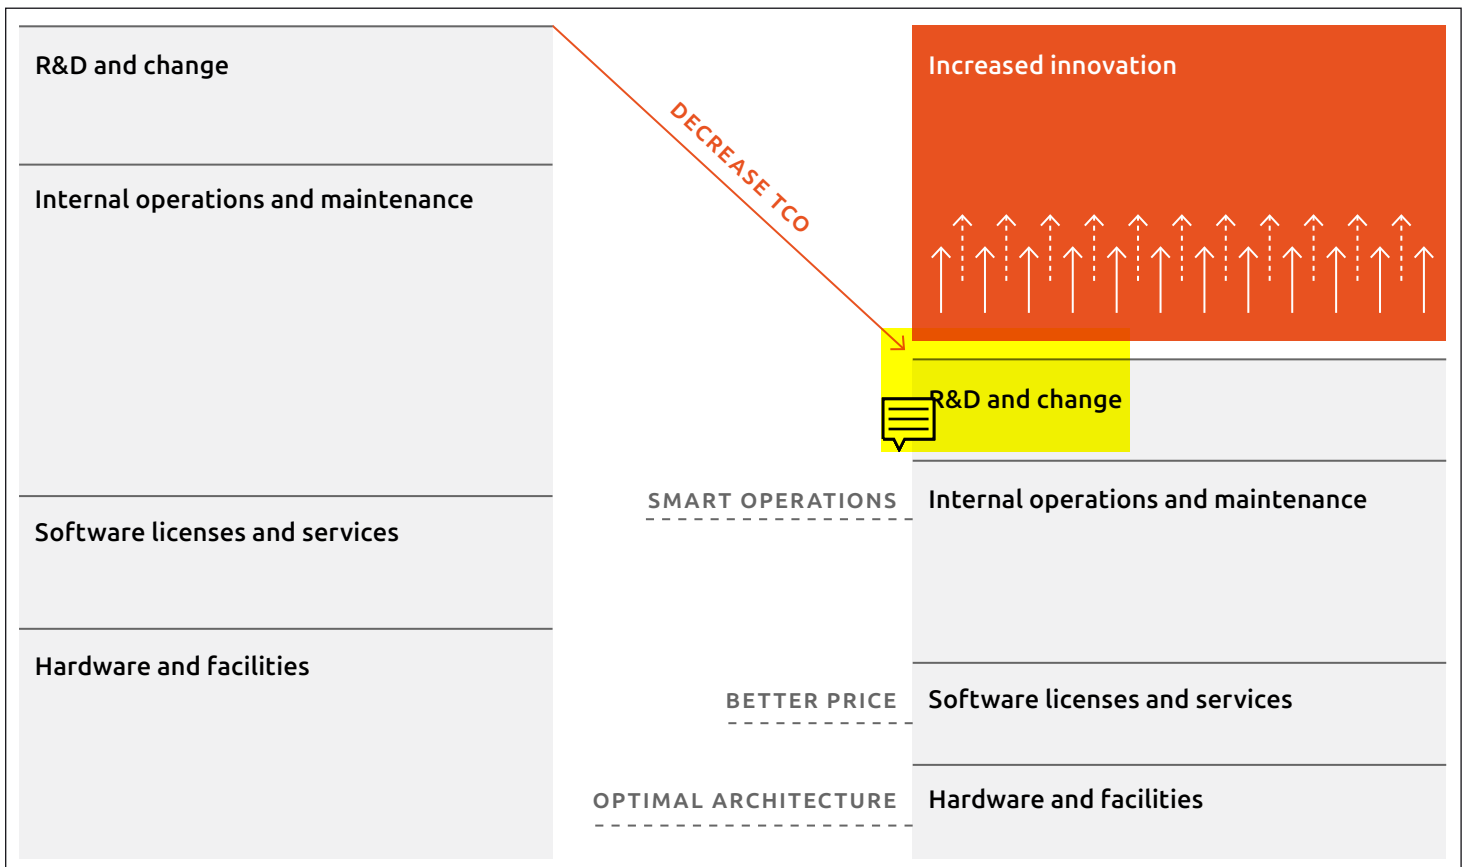 R&D and change
Internal operations and maintenance
Software licenses and services
Hardware and facilities
DECREASE TCO
Increased innovation
R&D and change
SMART OPERATIONS
Internal operations and maintenance
BETTER PRICE
Software licenses and services
OPTIMAL ARCHITECTURE
Hardware and facilities